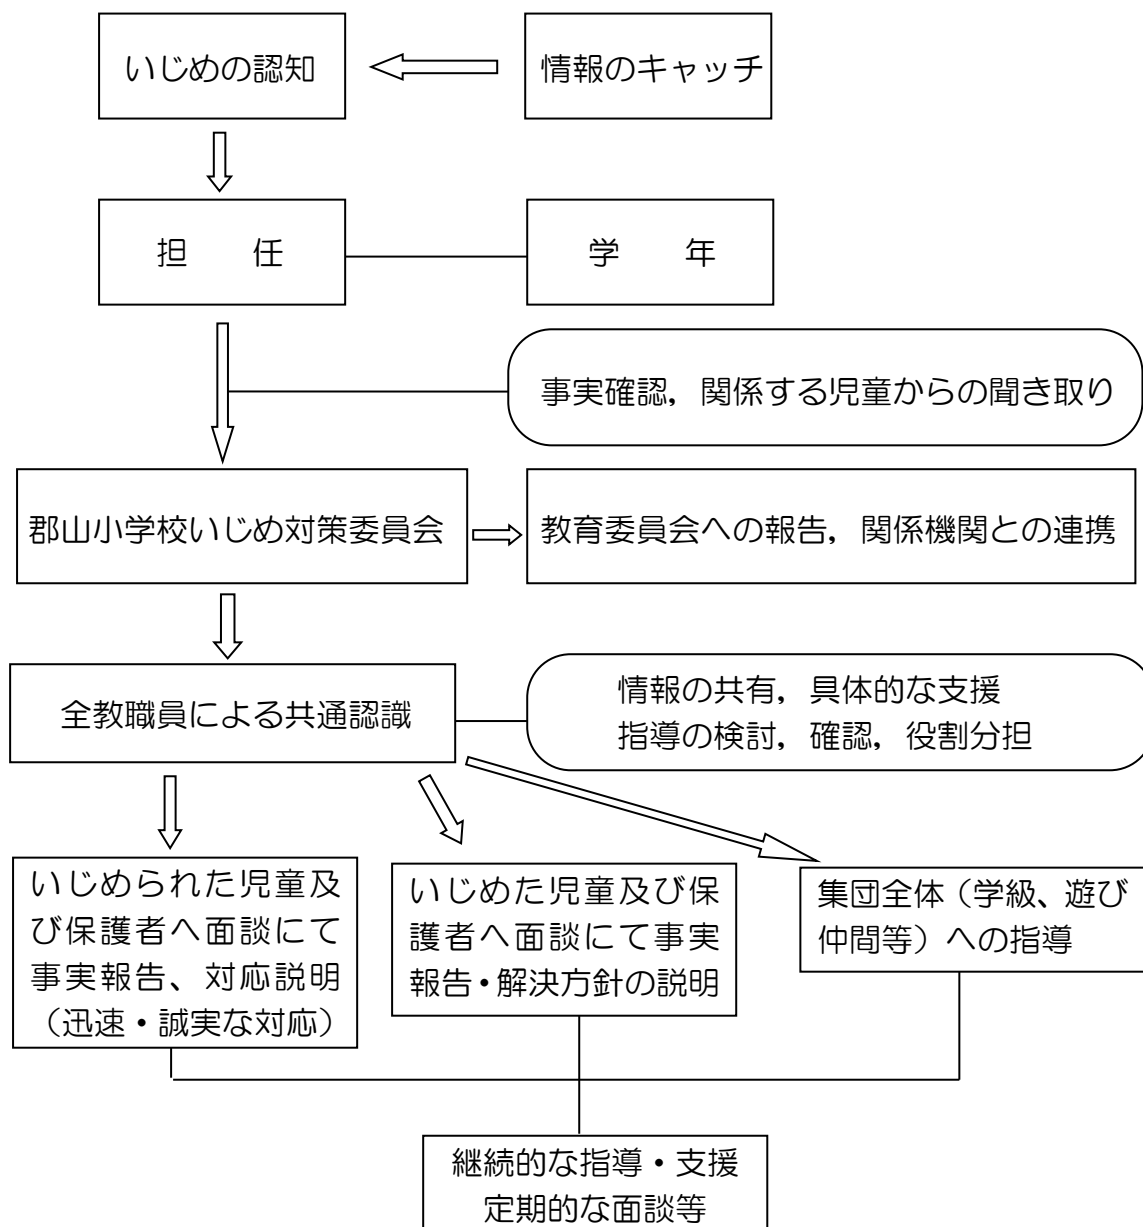 いじめの認知
情報のキャッチ
担　　任
学　　年
事実確認，関係する児童からの聞き取り
郡山小学校いじめ対策委員会
教育委員会への報告，関係機関との連携
全教職員による共通認識
情報の共有，具体的な支援
指導の検討，確認，役割分担
いじめられた児童及
び保護者へ面談にて
事実報告、対応説明
（迅速・誠実な対応）
いじめた児童及び保
護者へ面談にて事実
報告・解決方針の説明
集団全体（学級、遊び
仲間等）への指導
継続的な指導・支援
定期的な面談等